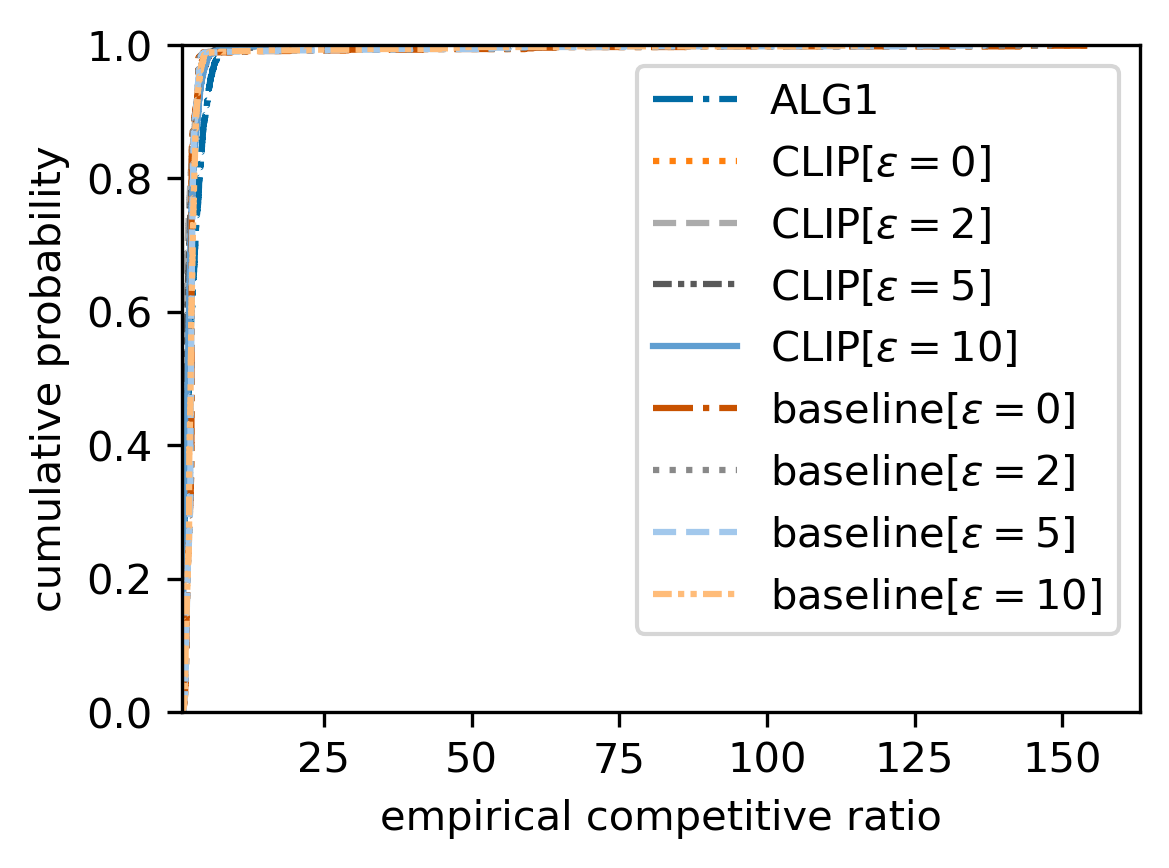 1.0
0.8
0.6
0.4
0.2
0.0
cumulative probability
ALG1
CLIP[ε = 0]
CLIP[ε = 2]
CLIP[ε = 5]
CLIP[ε = 10]
baseline[ε = 0]
baseline[ε = 2]
baseline[ε = 5]
baseline[ε = 10]
25 50 75 100 125 150
empirical competitive ratio